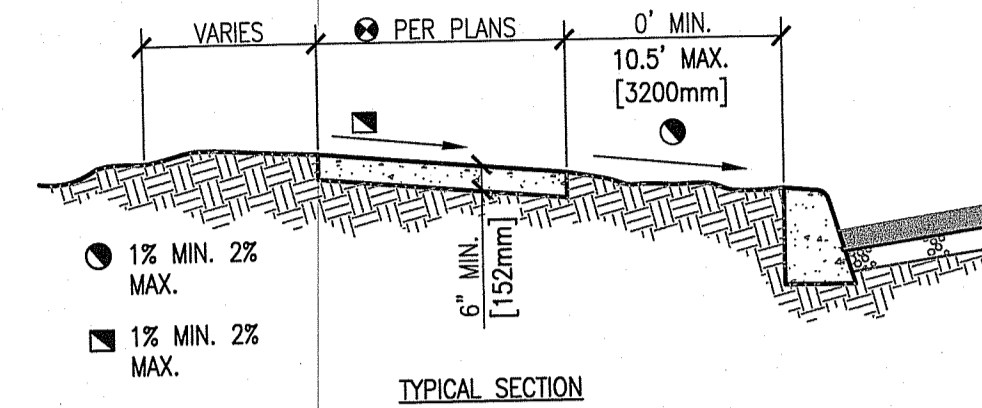 VARIES
PER PLANS
0' MIN.
10.5' MAX.
[3200mm]
1% MIN. 2%
MAX.
1% MIN. 2%
MAX.
6" MIN.
[152mm]
TYPICAL SECTION